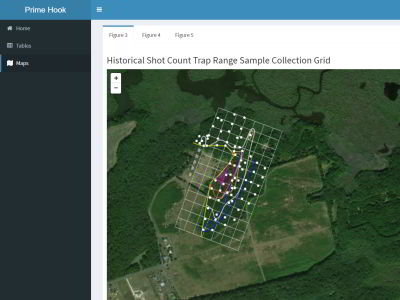 Prime Hook
Home
Tables
Maps
Figure 3
Figure 4
Figure 5
Historical Shot Count Trap Range Sample Collection Grid
+
−